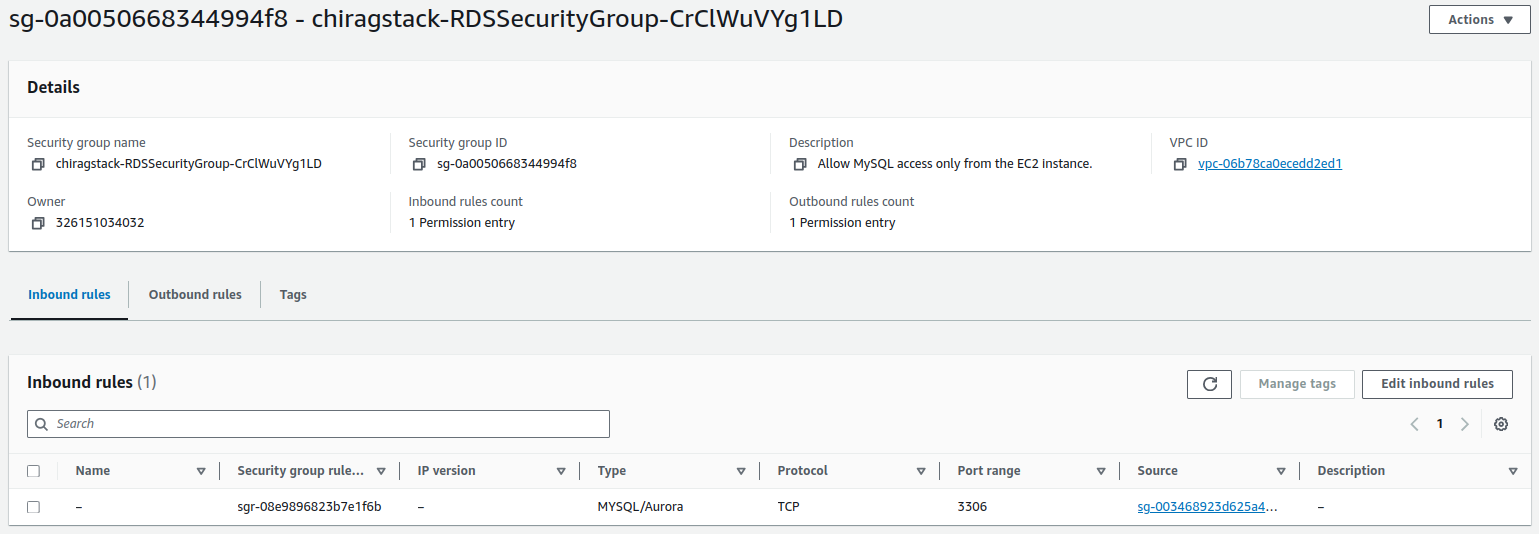 sg-0a0050668344994f8 - chiragstack-RDSSecurityGroup-CrClWuVYg1LD
Actions
Details
Security group name
chiragstack-RDSSecurityGroup-CrClWuVYg1LD
Security group ID
sg-0a0050668344994f8
Description
Allow MySQL access only from the EC2 instance.
VPC ID
vpc-06b78ca0ecedd2ed1
Owner
326151034032
Inbound rules count
1 Permission entry
Outbound rules count
1 Permission entry
Inbound rules Outbound rules Tags
Inbound rules (1)
Manage tags Edit inbound rules
Search
1
Name Security group rule... IP version Type Protocol Port range Source Description
– sgr-08e9896823b7e1f6b – MYSQL/Aurora TCP 3306 sg-003468923d625a4... –